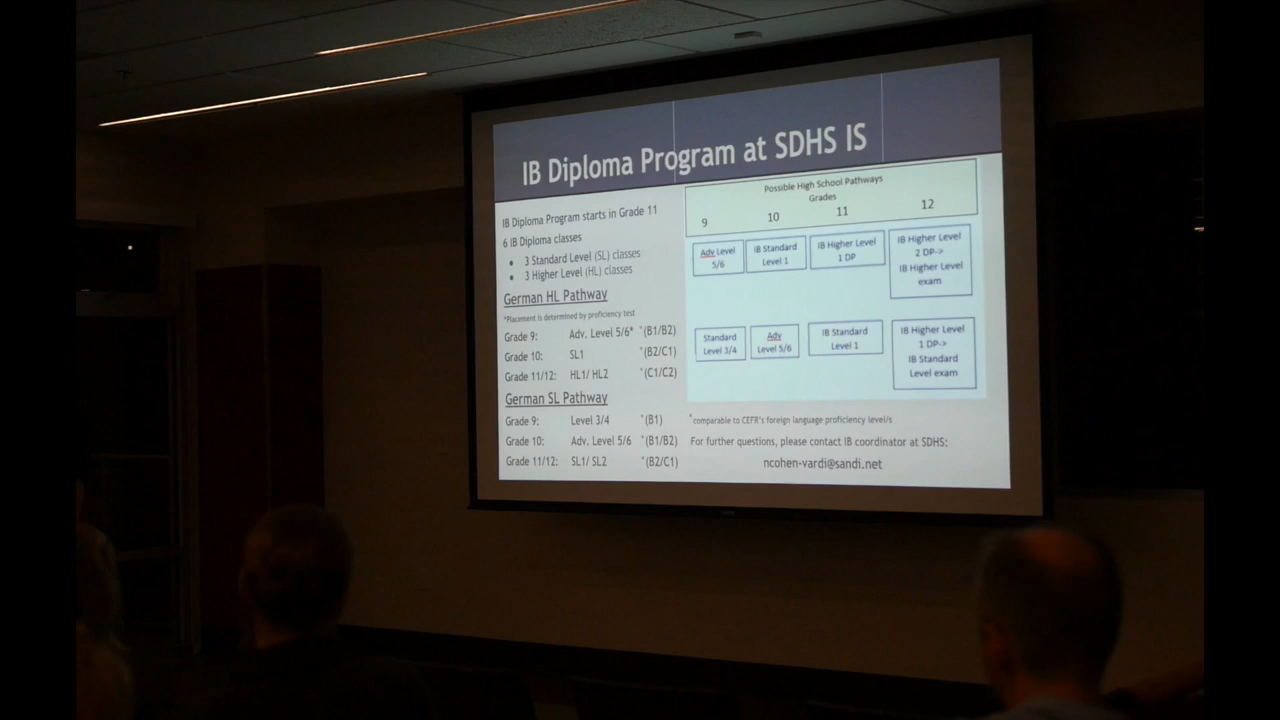 IB Diploma Program at SDHS IS
IB Diploma Program starts in Grade 11
6 IB Diploma classes
• 3 Standard Level (SL) classes
• 3 Higher Level (HL) classes
German HL Pathway
*Placement is determined by proficiency test
Grade 9: Adv. Level 5/6* *(B1/B2)
Grade 10: SL1 *(B2/C1)
Grade 11/12: HL1/ HL2 *(C1/C2)
German SL Pathway
Grade 9: Level 3/4 *(B1)
Grade 10: Adv. Level 5/6 *(B1/B2)
Grade 11/12: SL1/ SL2 *(B2/C1)
Possible High School Pathways
Grades
9 10 11 12
Adv Level
5/6
IB Standard
Level 1
IB Higher Level
1 DP
IB Higher Level
2 DP->
IB Higher Level
exam
Standard
Level 3/4
Adv
Level 5/6
IB Standard
Level 1
IB Higher Level
1 DP->
IB Standard
Level exam
*comparable to CEFR's foreign language proficiency level/s
For further questions, please contact IB coordinator at SDHS:
ncohen-vardi@sandi.net